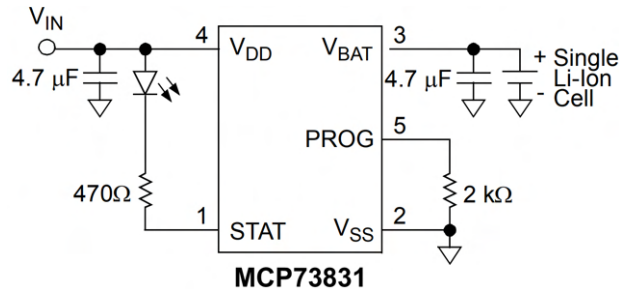 VIN
4.7 μF
470Ω
4
VDD
1
STAT
VBAT
3
PROG
5
VSS
2
4.7 μF
+ Single
Li-Ion
- Cell
2 kΩ
MCP73831